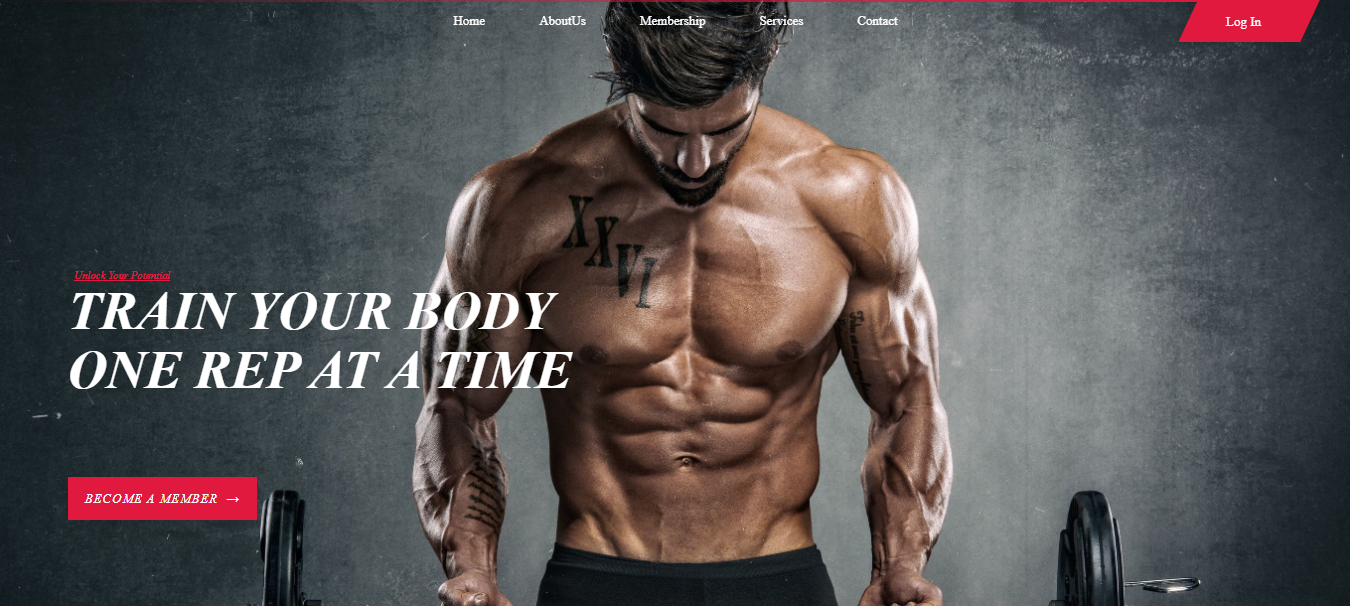 Home AboutUs Membership Services Contact Log In
XXVI
Unlock Your Potential
TRAIN YOUR BODY
ONE REP AT A TIME
BECOME A MEMBER →